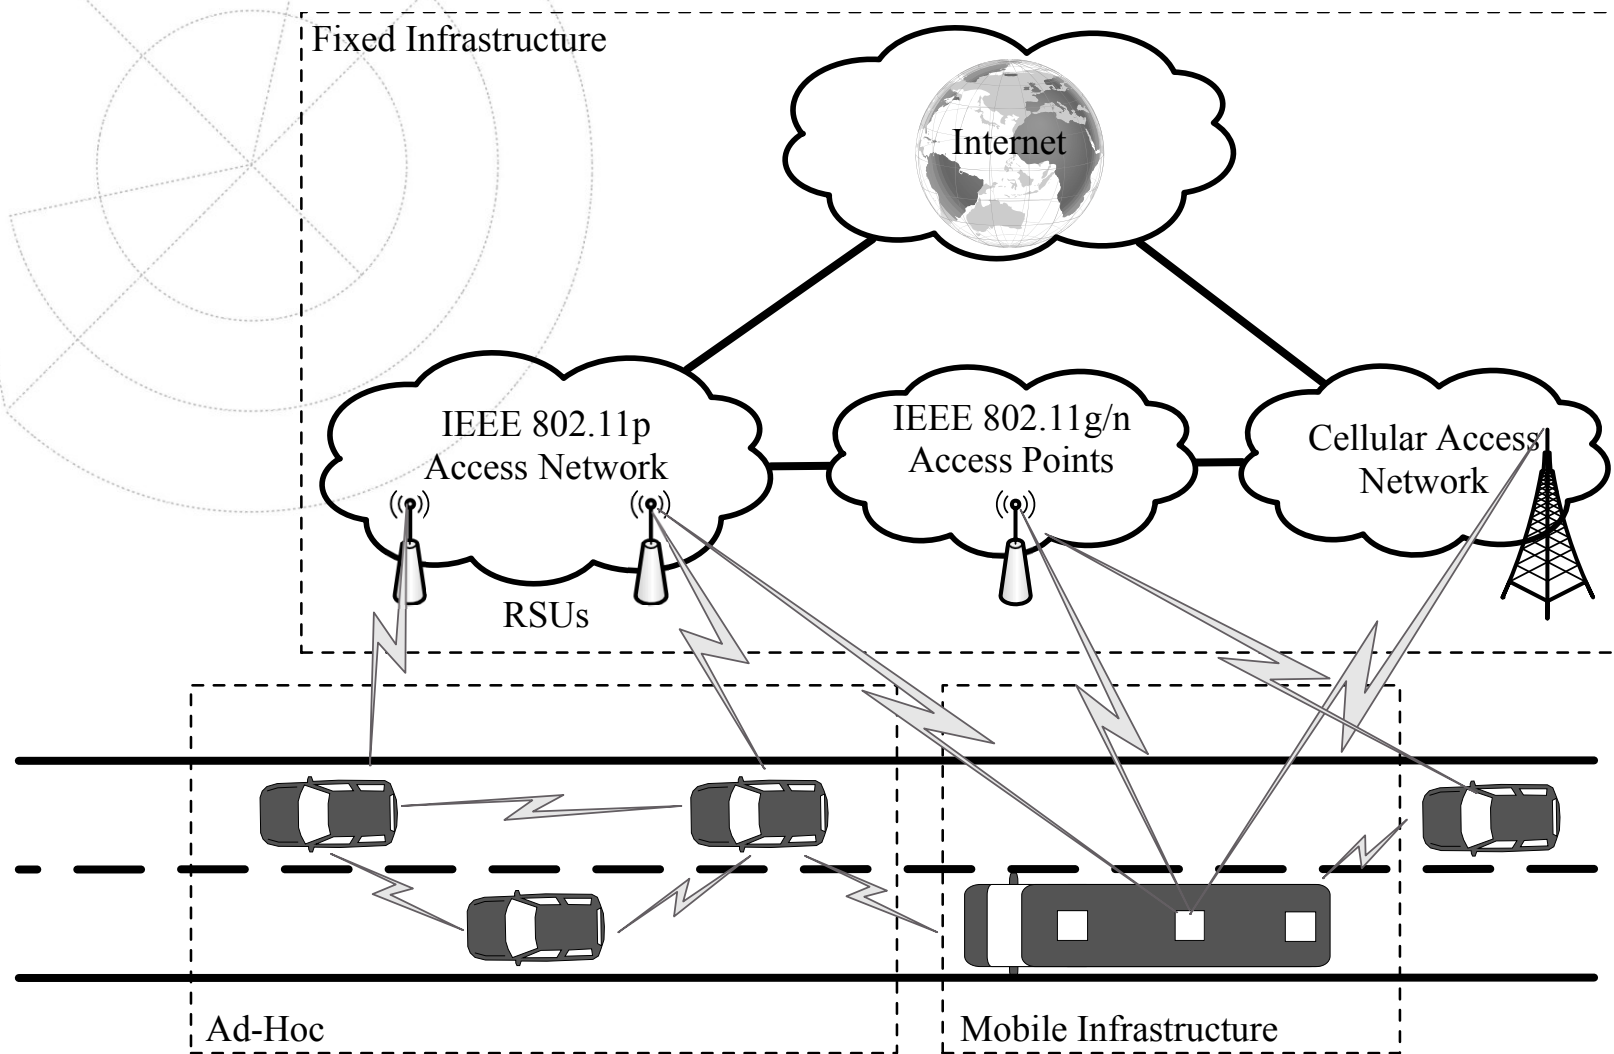 Fixed Infrastructure
Internet
IEEE 802.11p
Access Network
IEEE 802.11g/n
Access Points
Cellular Access
Network
RSUs
Ad-Hoc
Mobile Infrastructure